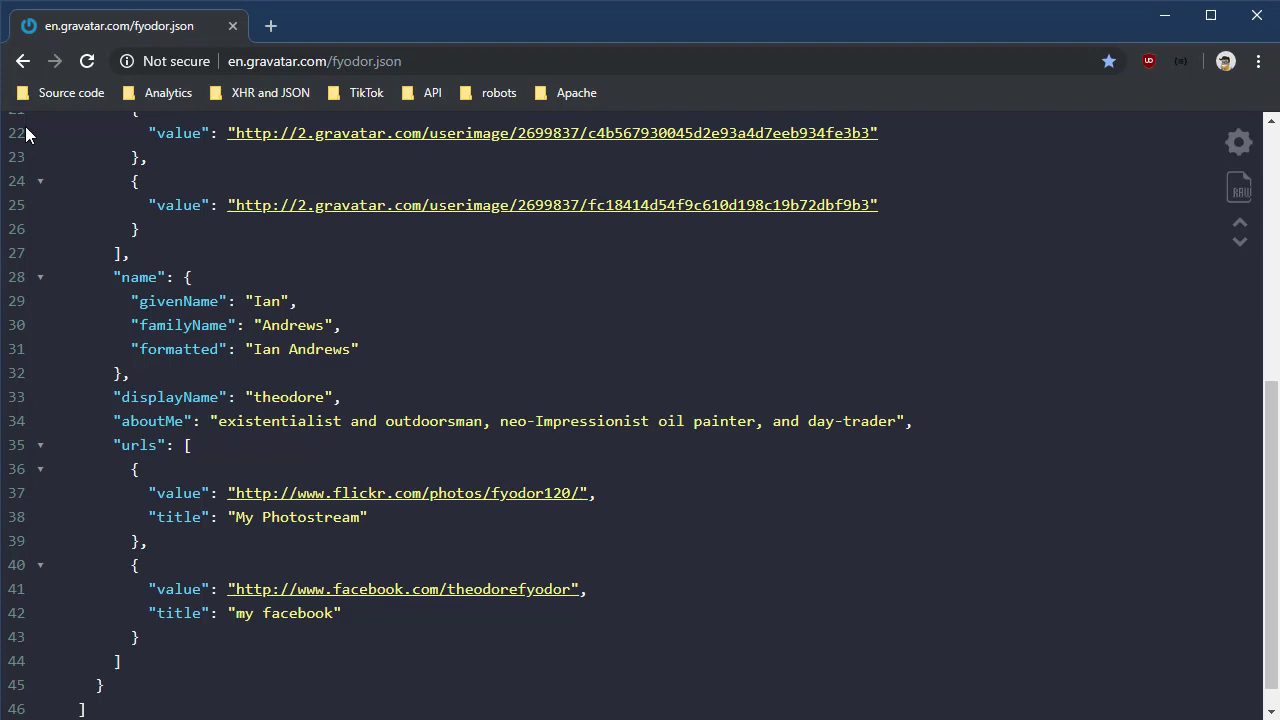 en.gravatar.com/fyodor.json
Not secure en.gravatar.com/fyodor.json
Source code Analytics XHR and JSON TikTok API robots Apache
21 {
22 "value": "http://2.gravatar.com/userimage/2699837/c4b567930045d2e93a4d7eeb934fe3b3"
23 },
24 {
25 "value": "http://2.gravatar.com/userimage/2699837/fc18414d54f9c610d198c19b72dbf9b3"
26 }
27 ],
28 "name": {
29 "givenName": "Ian",
30 "familyName": "Andrews",
31 "formatted": "Ian Andrews"
32 },
33 "displayName": "theodore",
34 "aboutMe": "existentialist and outdoorsman, neo-Impressionist oil painter, and day-trader",
35 "urls": [
36 {
37 "value": "http://www.flickr.com/photos/fyodor120/",
38 "title": "My Photostream"
39 },
40 {
41 "value": "http://www.facebook.com/theodorefyodor",
42 "title": "my facebook"
43 }
44 ]
45 }
46 ]
RAW